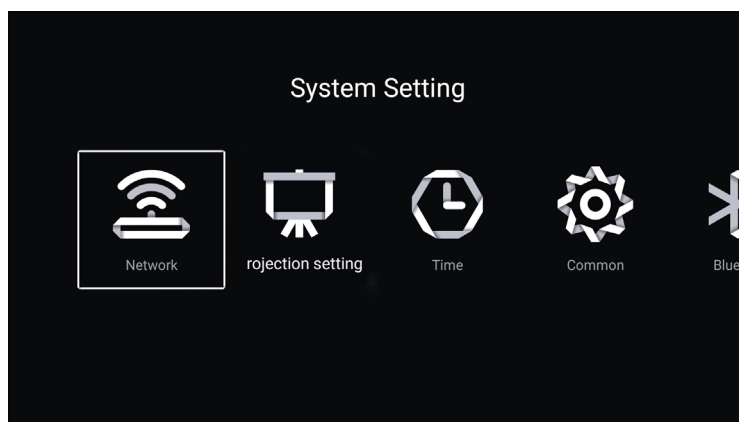 System Setting
Network
rojection setting
Time
Common
Blue